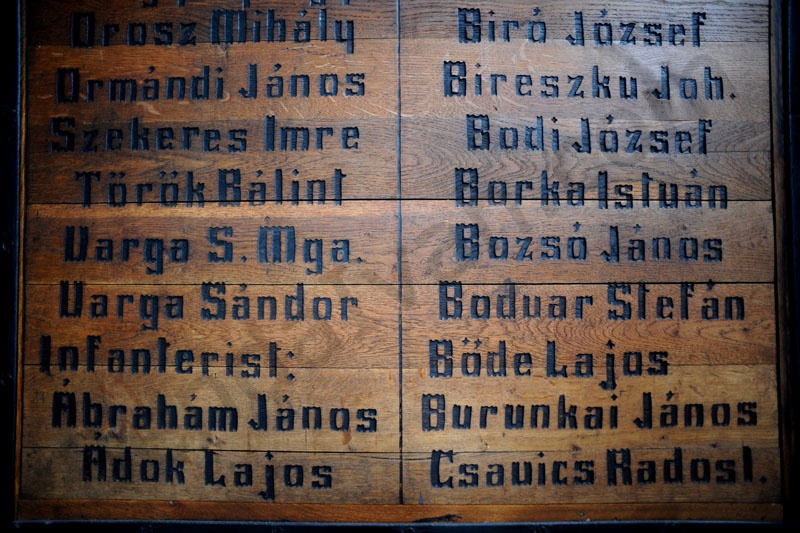 Orosz Mihály
Ormándi János
Szekeres Imre
Török Bálint
Varga S. Mga.
Varga Sándor
Infanterist:
Ábrahám János
Ádok Lajos
Biró József
Bireszku Joh.
Bodi József
Borka István
Bozsó János
Boduar Stefán
Bőde Lajos
Burunkai János
Csavics Radosl.